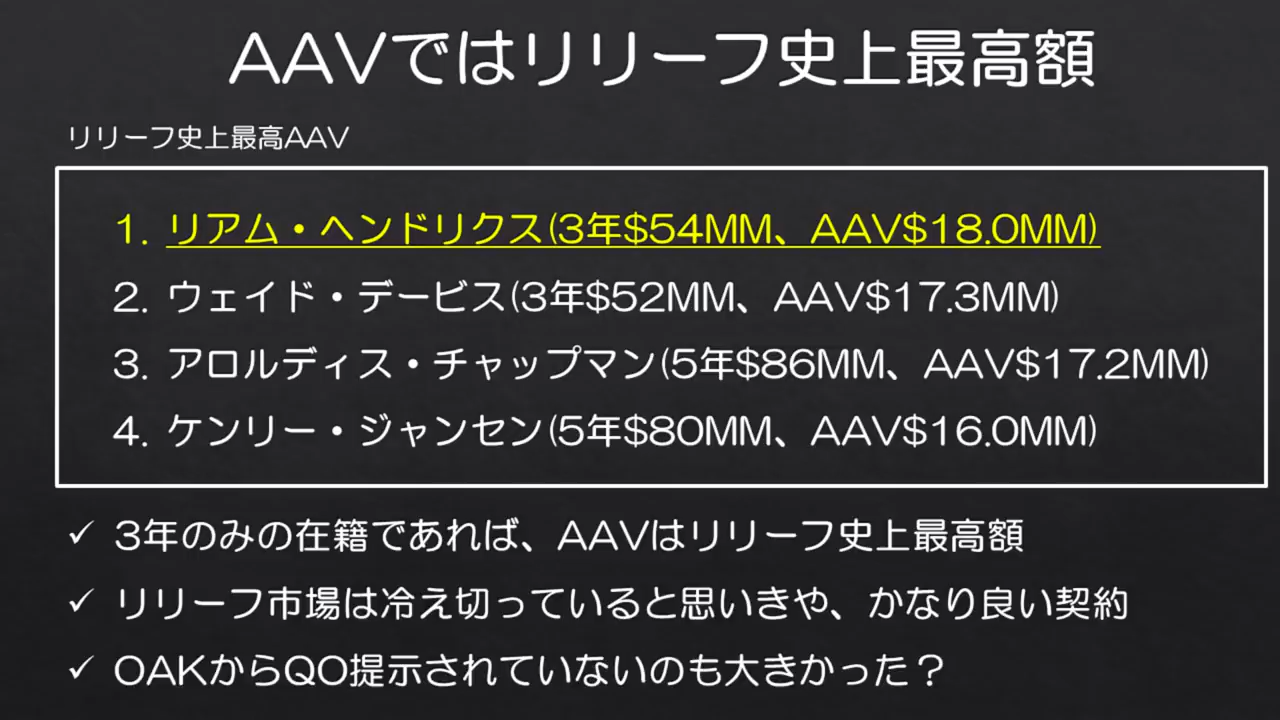 AAVではリリーフ史上最高額
リリーフ史上最高AAV
1. リアム・ヘンドリクス(3年$54MM、AAV$18.0MM)
2. ウェイド・デービス(3年$52MM、AAV$17.3MM)
3. アロルディス・チャップマン(5年$86MM、AAV$17.2MM)
4. ケンリー・ジャンセン(5年$80MM、AAV$16.0MM)
✓ 3年のみの在籍であれば、AAVはリリーフ史上最高額
✓ リリーフ市場は冷え切っていると思いきや、かなり良い契約
✓ OAKからQO提示されていないのも大きかった？